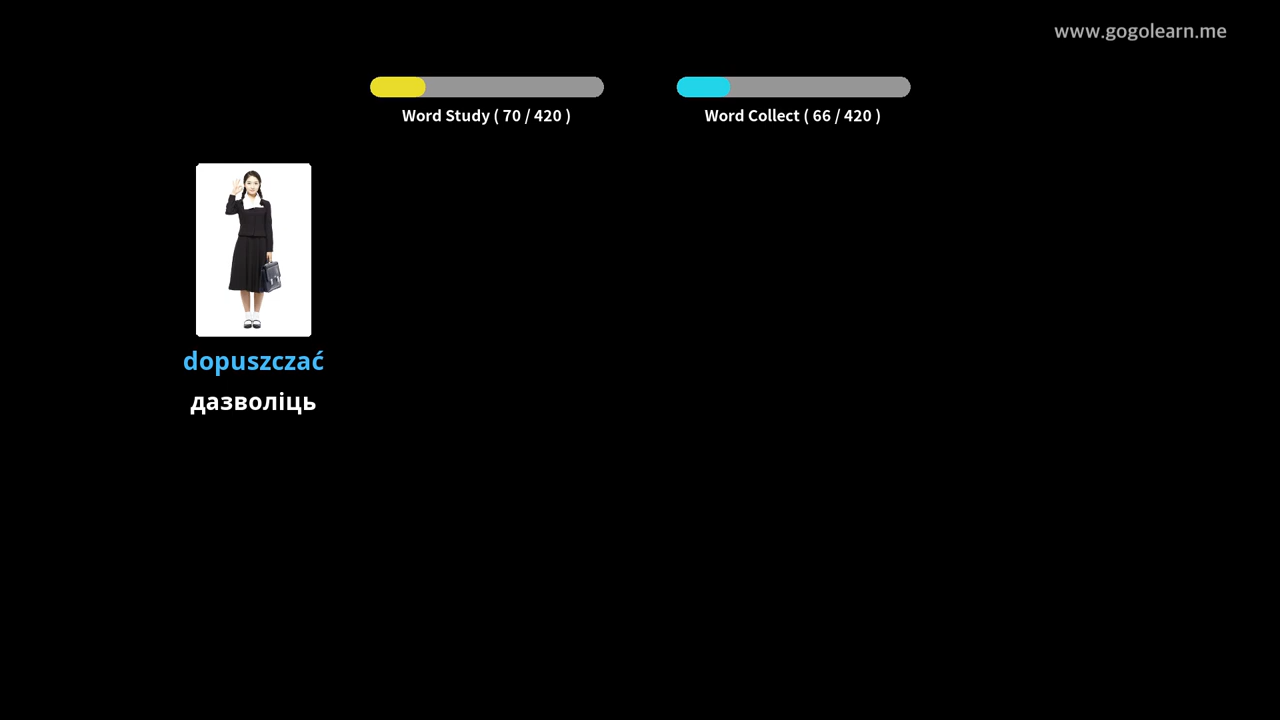 www.gogolearn.me
Word Study ( 70 / 420 )
Word Collect ( 66 / 420 )
dopuszczać
дазволіць